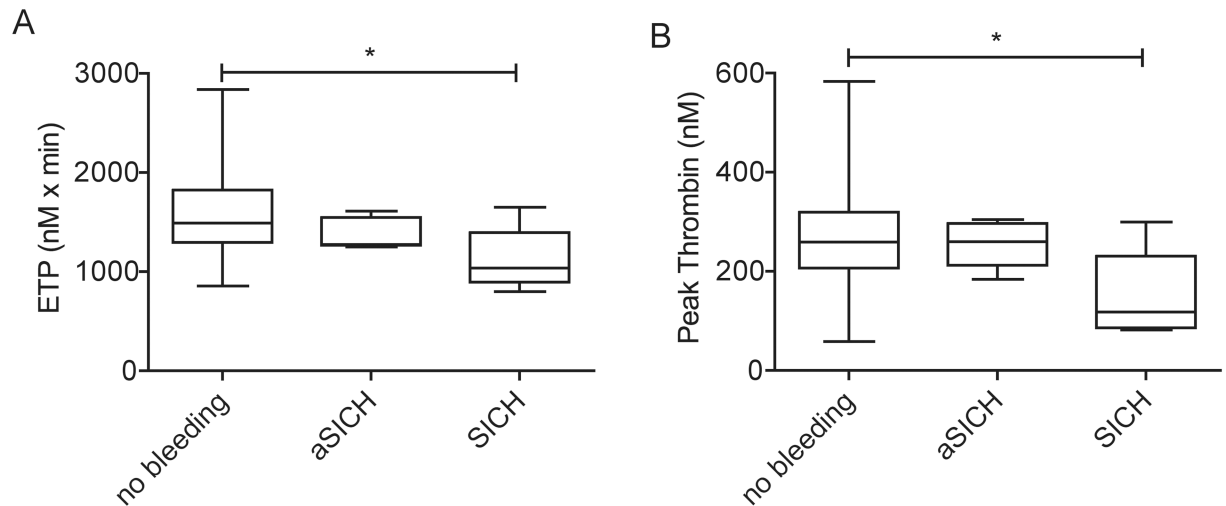 A
*
ETP (nM x min)
3000
2000
1000
0
no bleeding
aSICH
SICH
B
*
Peak Thrombin (nM)
600
400
200
0
no bleeding
aSICH
SICH